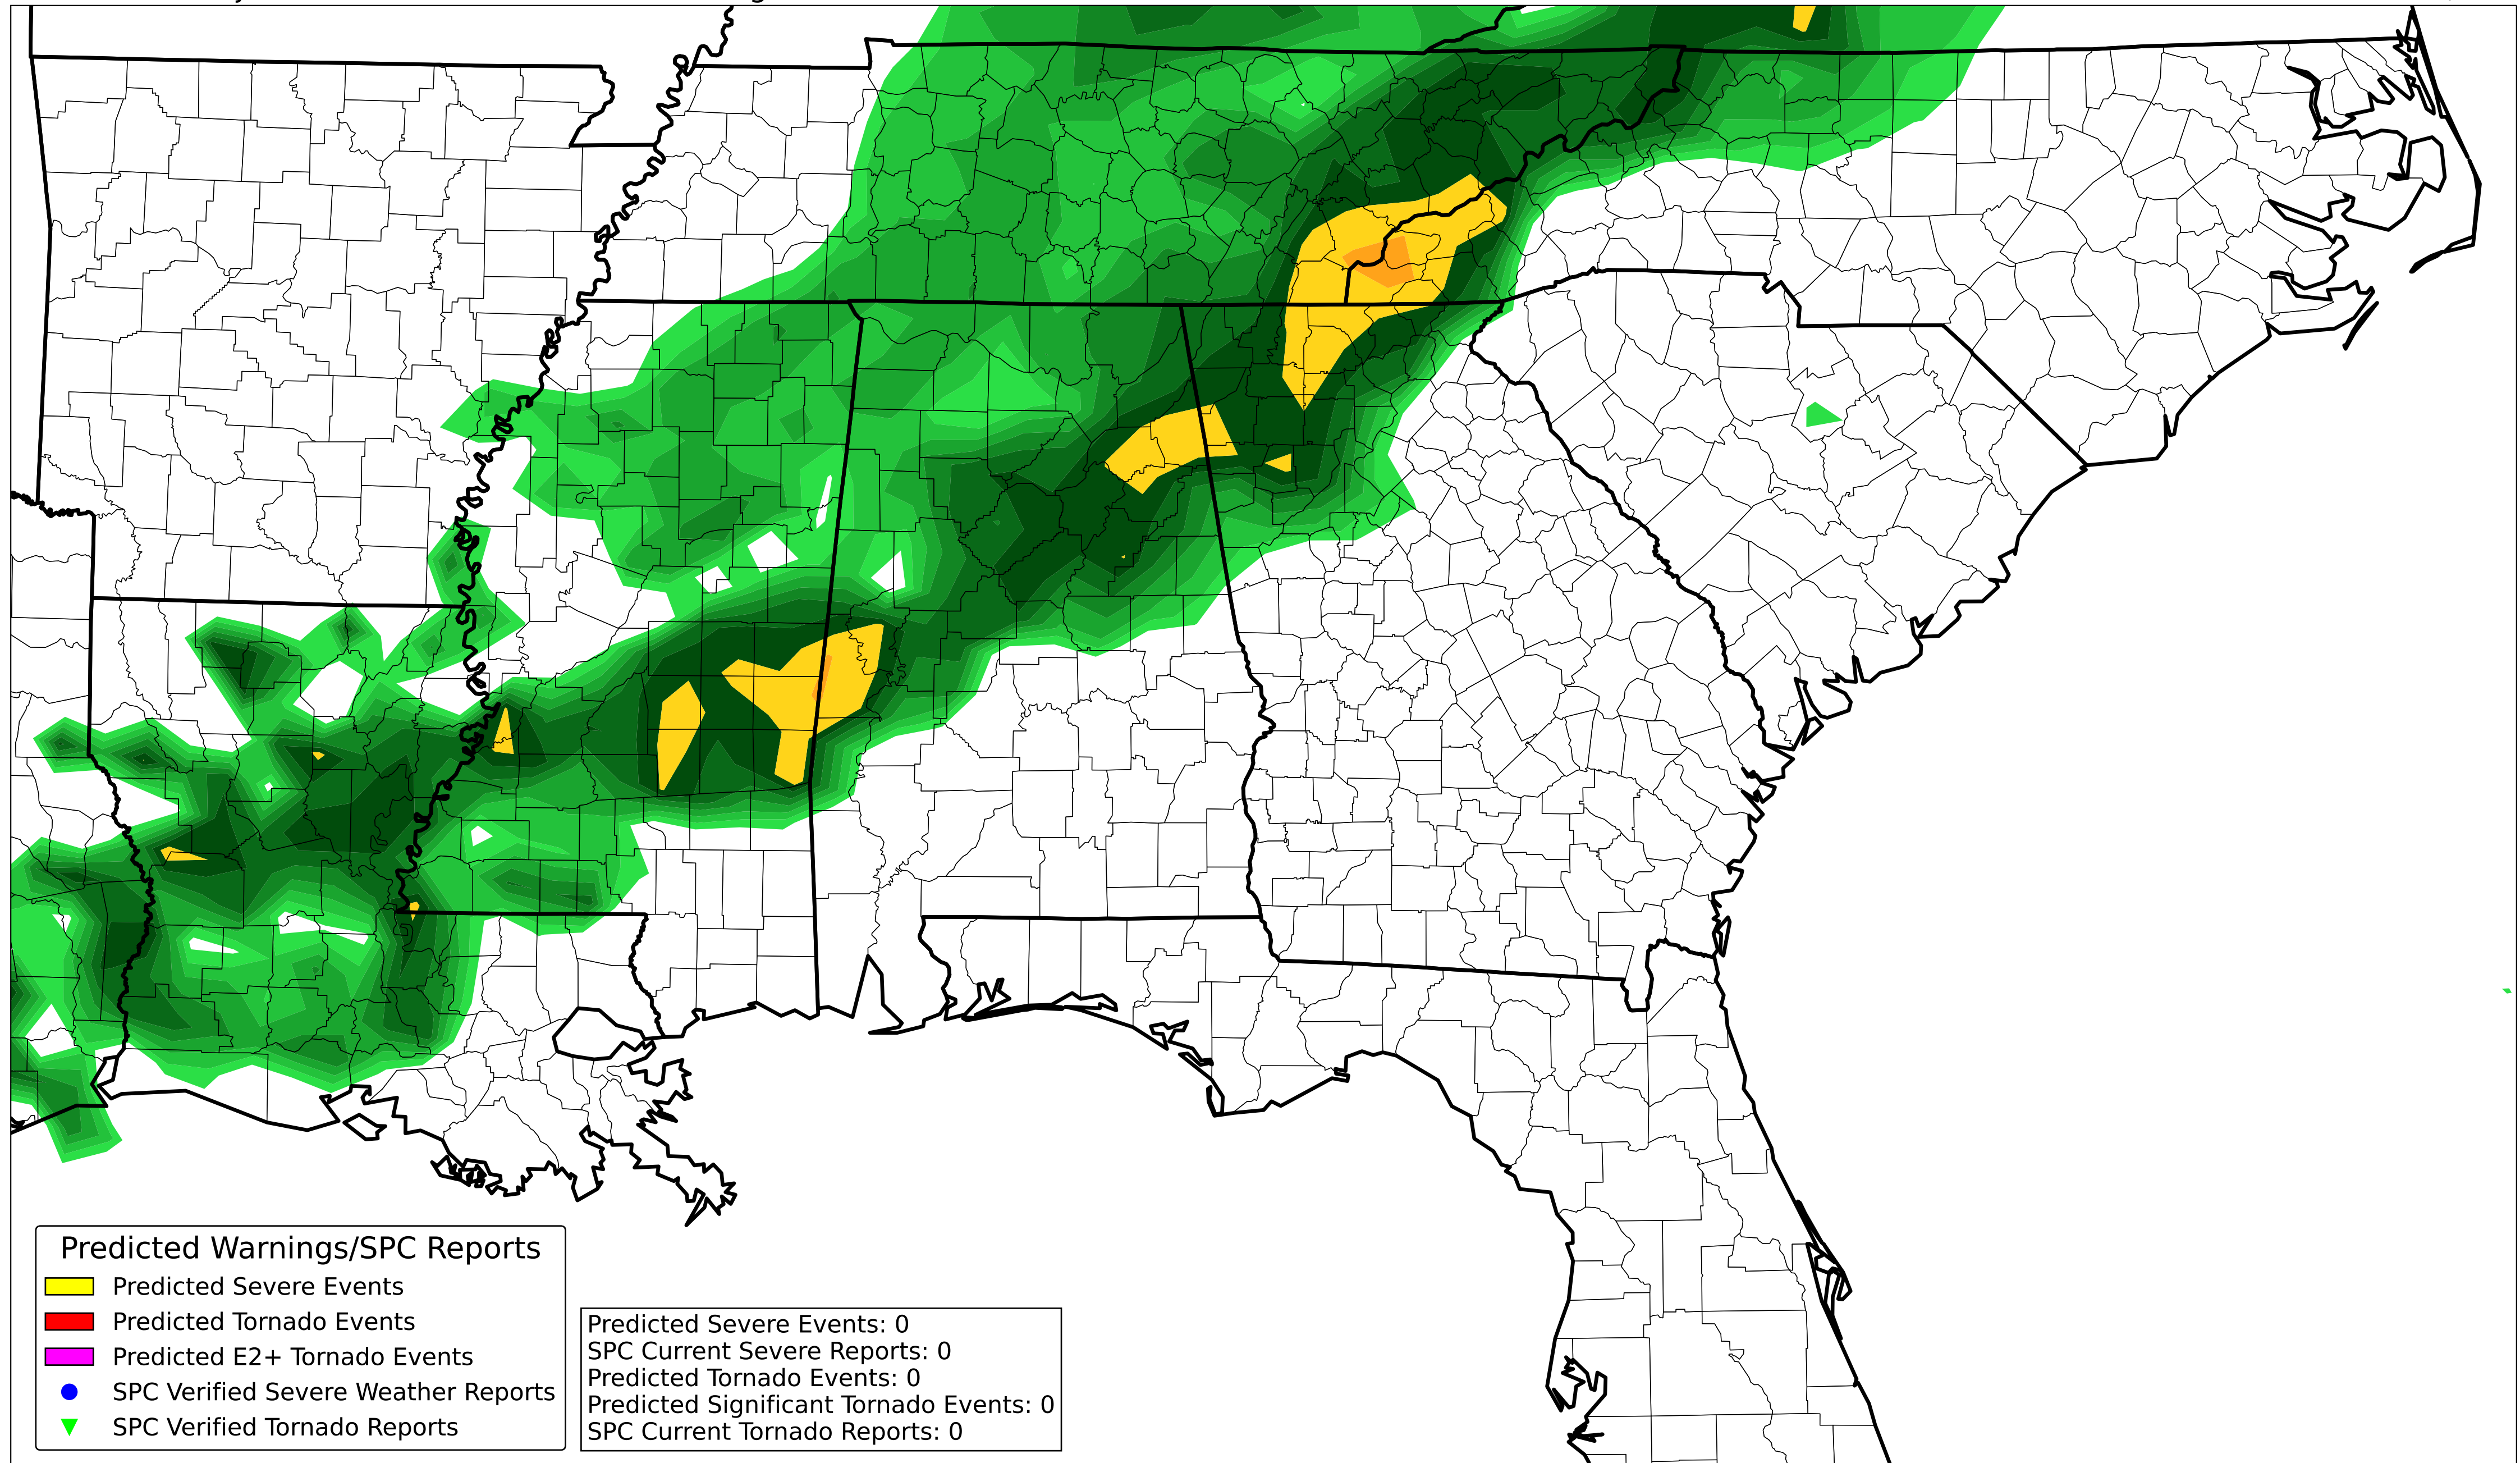 Predicted Warnings/SPC Reports
Predicted Severe Events
Predicted Tornado Events
Predicted E2+ Tornado Events
SPC Verified Severe Weather Reports
SPC Verified Tornado Reports
Predicted Severe Events: 0
SPC Current Severe Reports: 0
Predicted Tornado Events: 0
Predicted Significant Tornado Events: 0
SPC Current Tornado Reports: 0